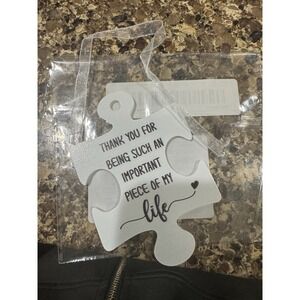 THANK YOU FOR
BEING SUCH AN
IMPORTANT
PIECE OF MY
life